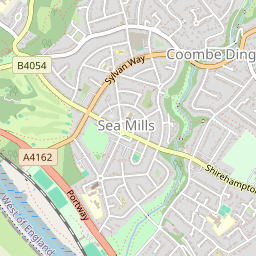 Coombe Ding
B4054
Sylvan Way
Sea Mills
A4162
Shirehampton
Portway
West of England